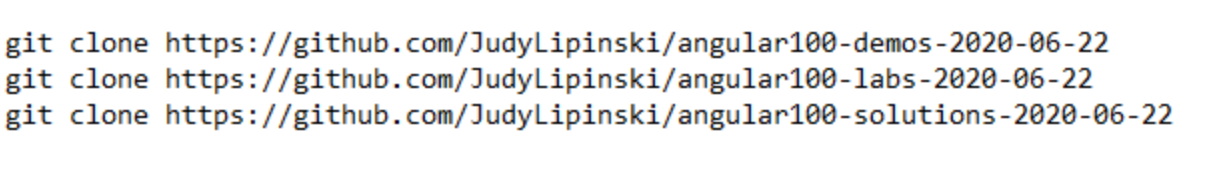 git clone https://github.com/JudyLipinski/angular100-demos-2020-06-22
git clone https://github.com/JudyLipinski/angular100-labs-2020-06-22
git clone https://github.com/JudyLipinski/angular100-solutions-2020-06-22